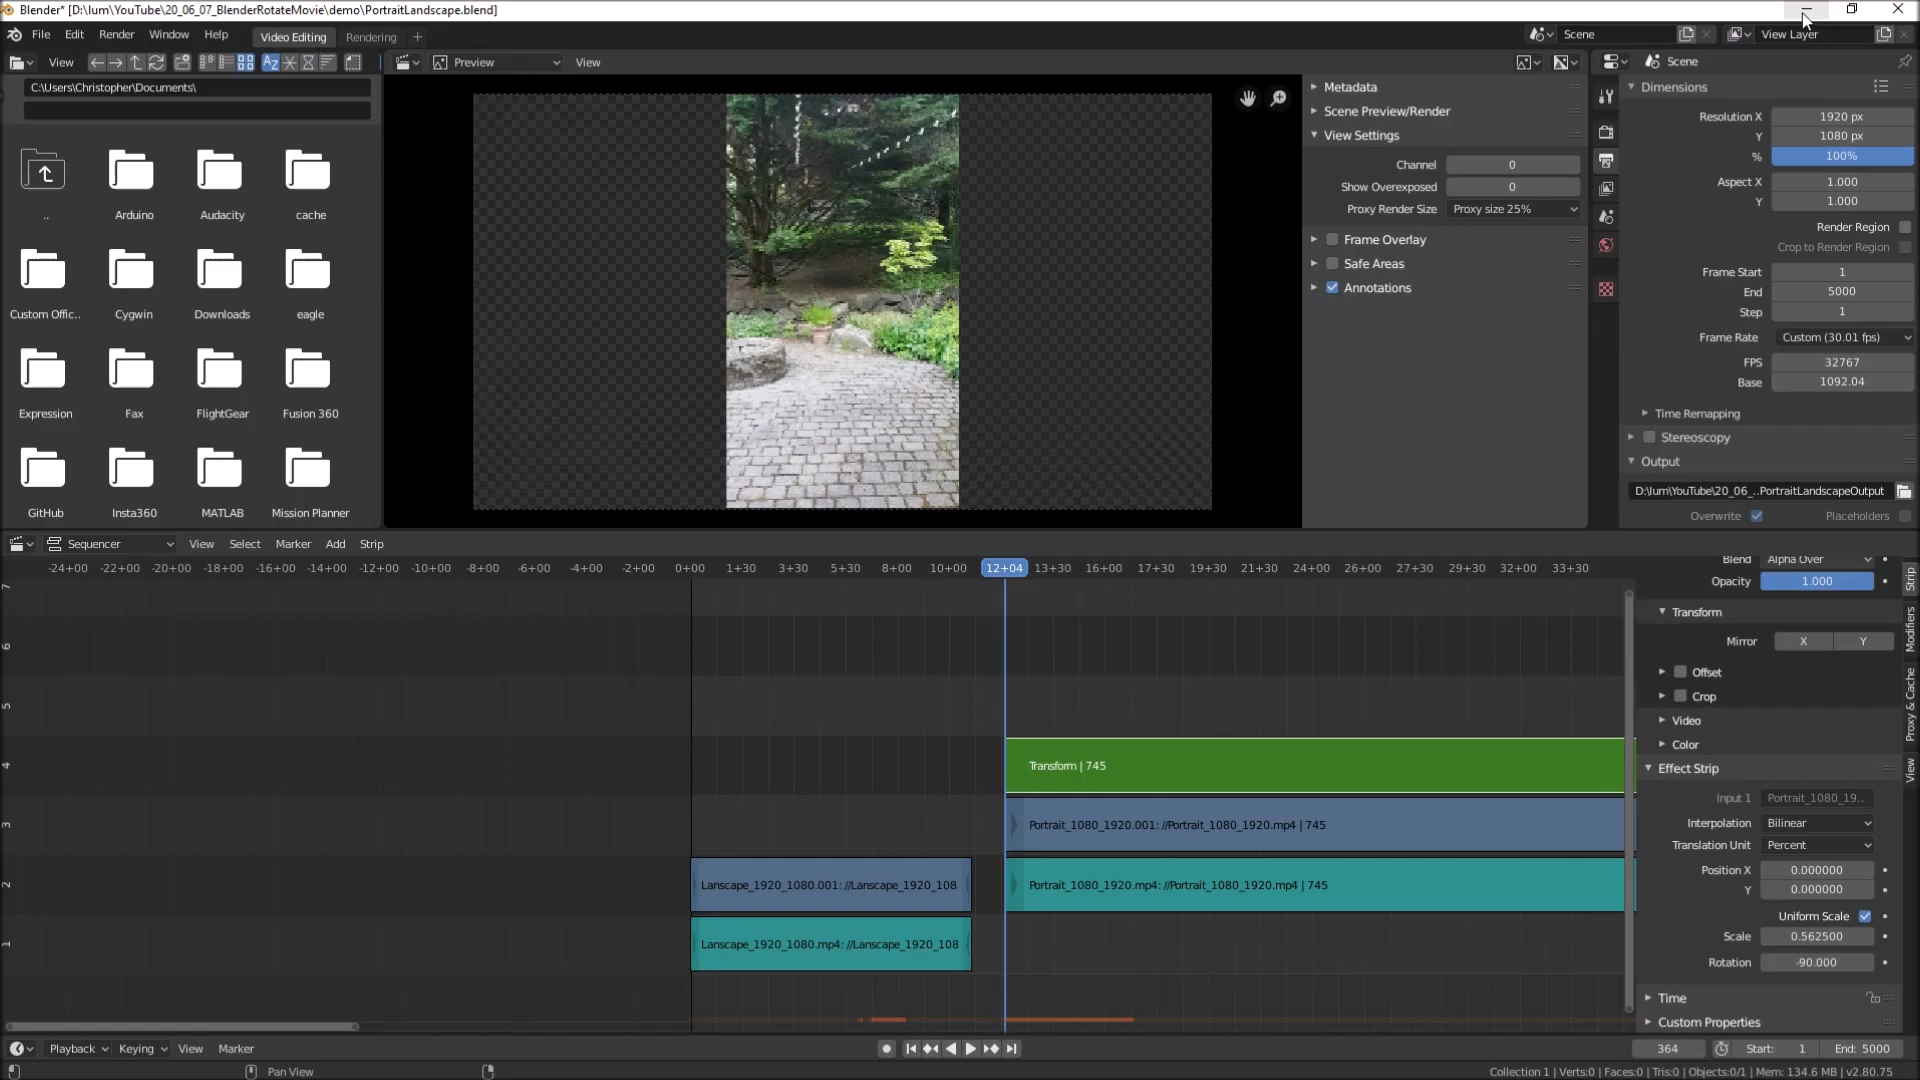 Blender* [D:\lum\YouTube\20_06_07_BlenderRotateMovie\demo\PortraitLandscape.blend]
File Edit Render Window Help Video Editing Rendering + Scene View Layer
View Preview View Scene
C:\Users\Christopher\Documents\
.. Arduino Audacity cache
Custom Offic.. Cygwin Downloads eagle
Expression Fax FlightGear Fusion 360
GitHub Insta360 MATLAB Mission Planner
Metadata
Scene Preview/Render
View Settings
Channel 0
Show Overexposed 0
Proxy Render Size Proxy size 25%
Frame Overlay
Safe Areas
Annotations
Dimensions
Resolution X 1920 px
Y 1080 px
% 100%
Aspect X 1.000
Y 1.000
Render Region
Crop to Render Region
Frame Start 1
End 5000
Step 1
Frame Rate Custom (30.01 fps)
FPS 32767
Base 1092.04
Time Remapping
Stereoscopy
Output
D:\lum\YouTube\20_06_..PortraitLandscapeOutput
Overwrite Placeholders
Sequencer View Select Marker Add Strip
-24+00 -22+00 -20+00 -18+00 -16+00 -14+00 -12+00 -10+00 -8+00 -6+00 -4+00 -2+00 0+00 1+30 3+30 5+30 8+00 10+00 12+04 13+30 16+00 17+30 19+30 21+30 24+00 26+00 27+30 29+30 32+00 33+30
7
6
5
4
3
2
1
Transform | 745
Portrait_1080_1920.001: //Portrait_1080_1920.mp4 | 745
Lanscape_1920_1080.001: //Lanscape_1920_108
Portrait_1080_1920.mp4: //Portrait_1080_1920.mp4 | 745
Lanscape_1920_1080.mp4: //Lanscape_1920_108
Blend Alpha Over
Opacity 1.000
Transform
Mirror X Y
Offset
Crop
Video
Color
Effect Strip
Input 1 Portrait_1080_19..
Interpolation Bilinear
Translation Unit Percent
Position X 0.000000
Y 0.000000
Uniform Scale
Scale 0.562500
Rotation -90.000
Time
Custom Properties
Strip
Modifiers
Proxy & Cache
View
Playback Keying View Marker 364 Start: 1 End: 5000
Pan View Collection 1 | Verts:0 | Faces:0 | Tris:0 | Objects:0/1 | Mem: 134.6 MB | v2.80.75